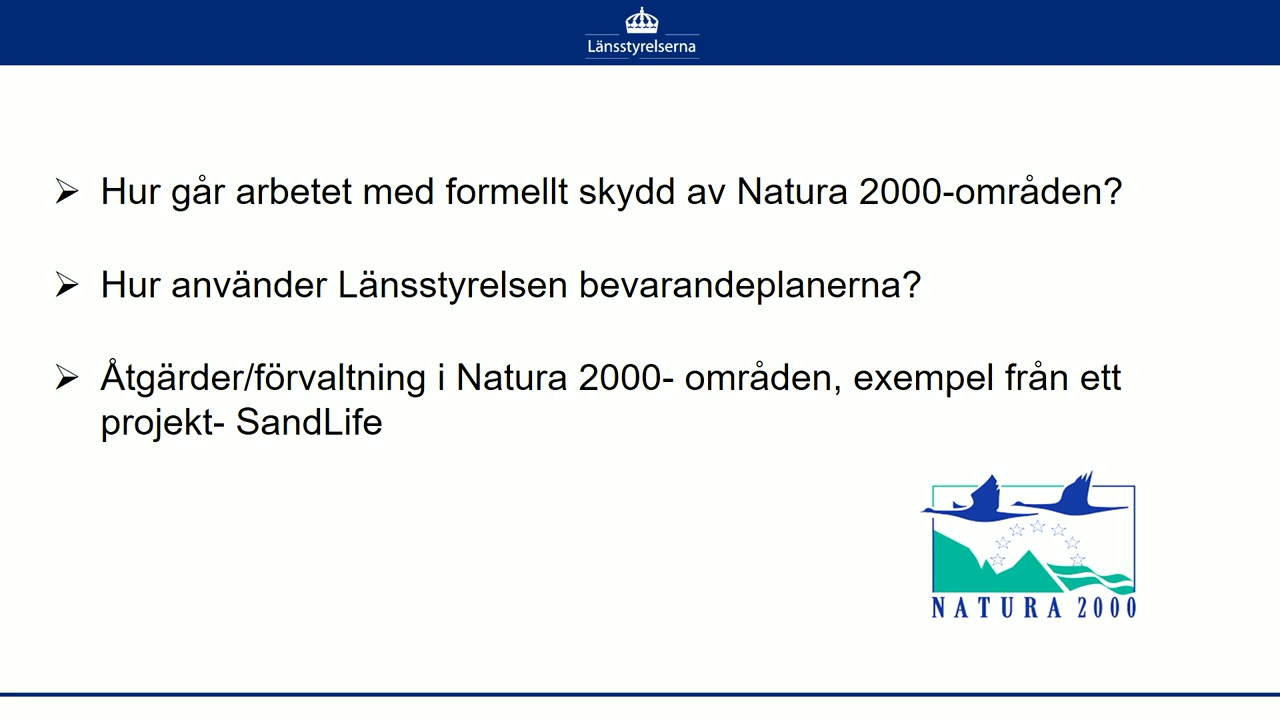 Länsstyrelserna
➢ Hur går arbetet med formellt skydd av Natura 2000-områden?
➢ Hur använder Länsstyrelsen bevarandeplanerna?
➢ Åtgärder/förvaltning i Natura 2000- områden, exempel från ett
projekt- SandLife
NATURA 2000